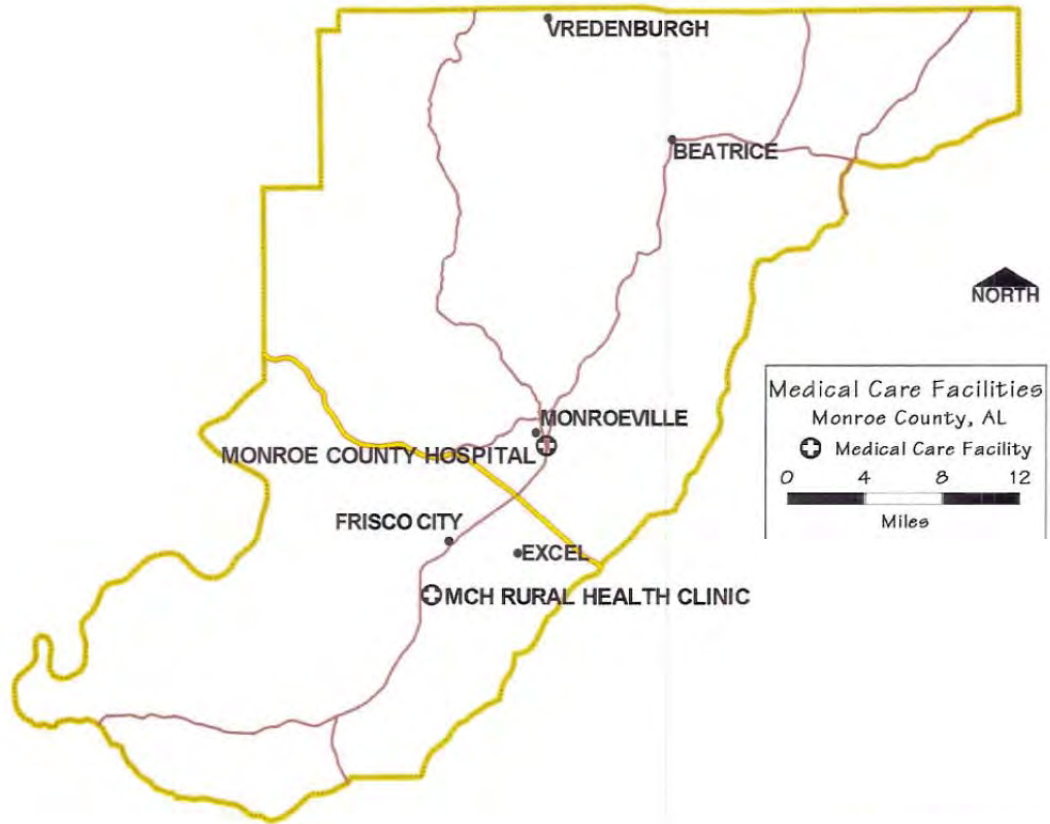 VREDENBURGH
BEATRICE
NORTH
Medical Care Facilities
Monroe County, AL
Medical Care Facility
0 4 8 12
Miles
MONROEVILLE
MONROE COUNTY HOSPITAL
FRISCO CITY
EXCEL
MCH RURAL HEALTH CLINIC